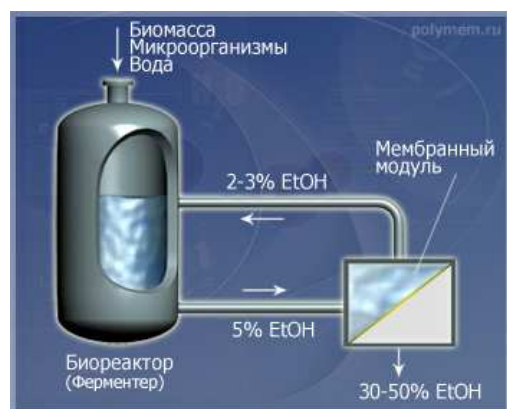 Биомасса
Микроорганизмы
Вода
polymem.ru
Мембранный
модуль
2-3% EtOH
5% EtOH
Биореактор
(Ферментер)
30-50% EtOH